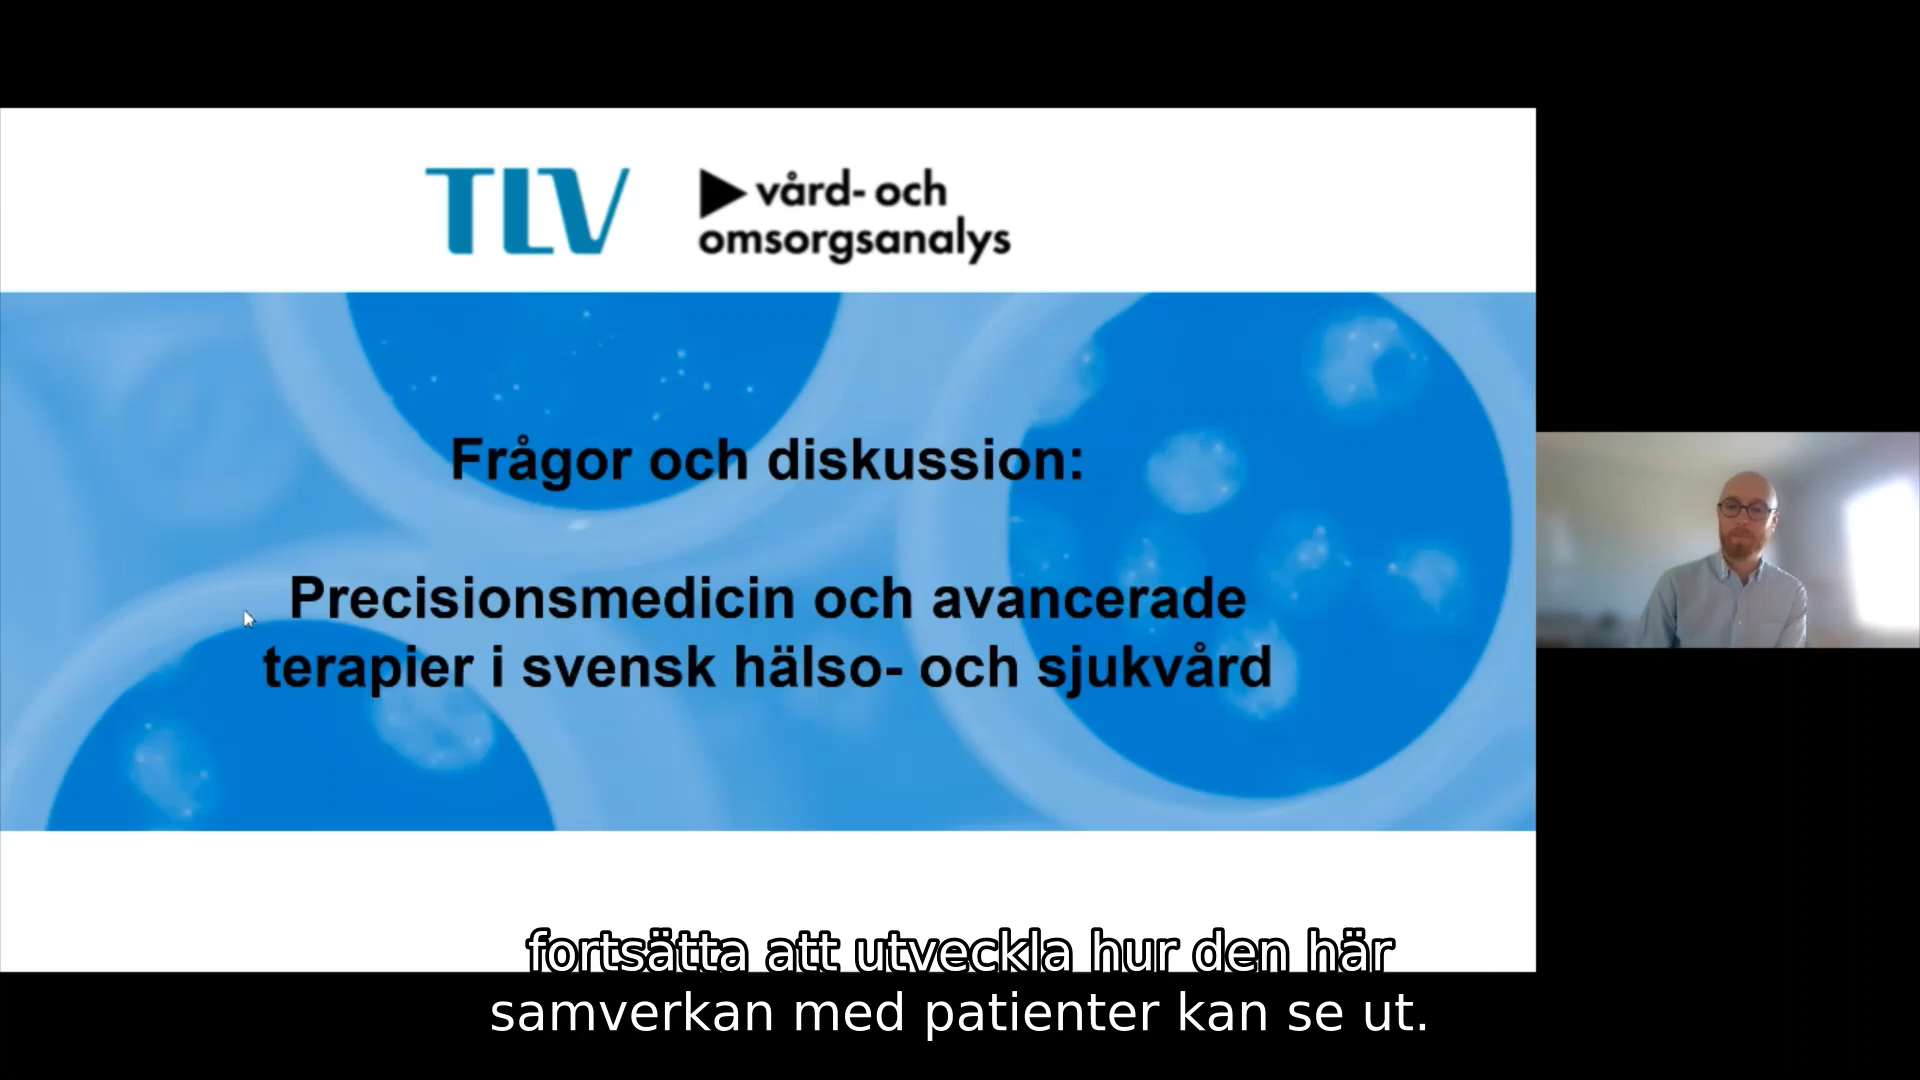 TLV
vård- och
omsorgsanalys
Frågor och diskussion:
Precisionsmedicin och avancerade
terapier i svensk hälso- och sjukvård
fortsätta att utveckla hur den här
samverkan med patienter kan se ut.